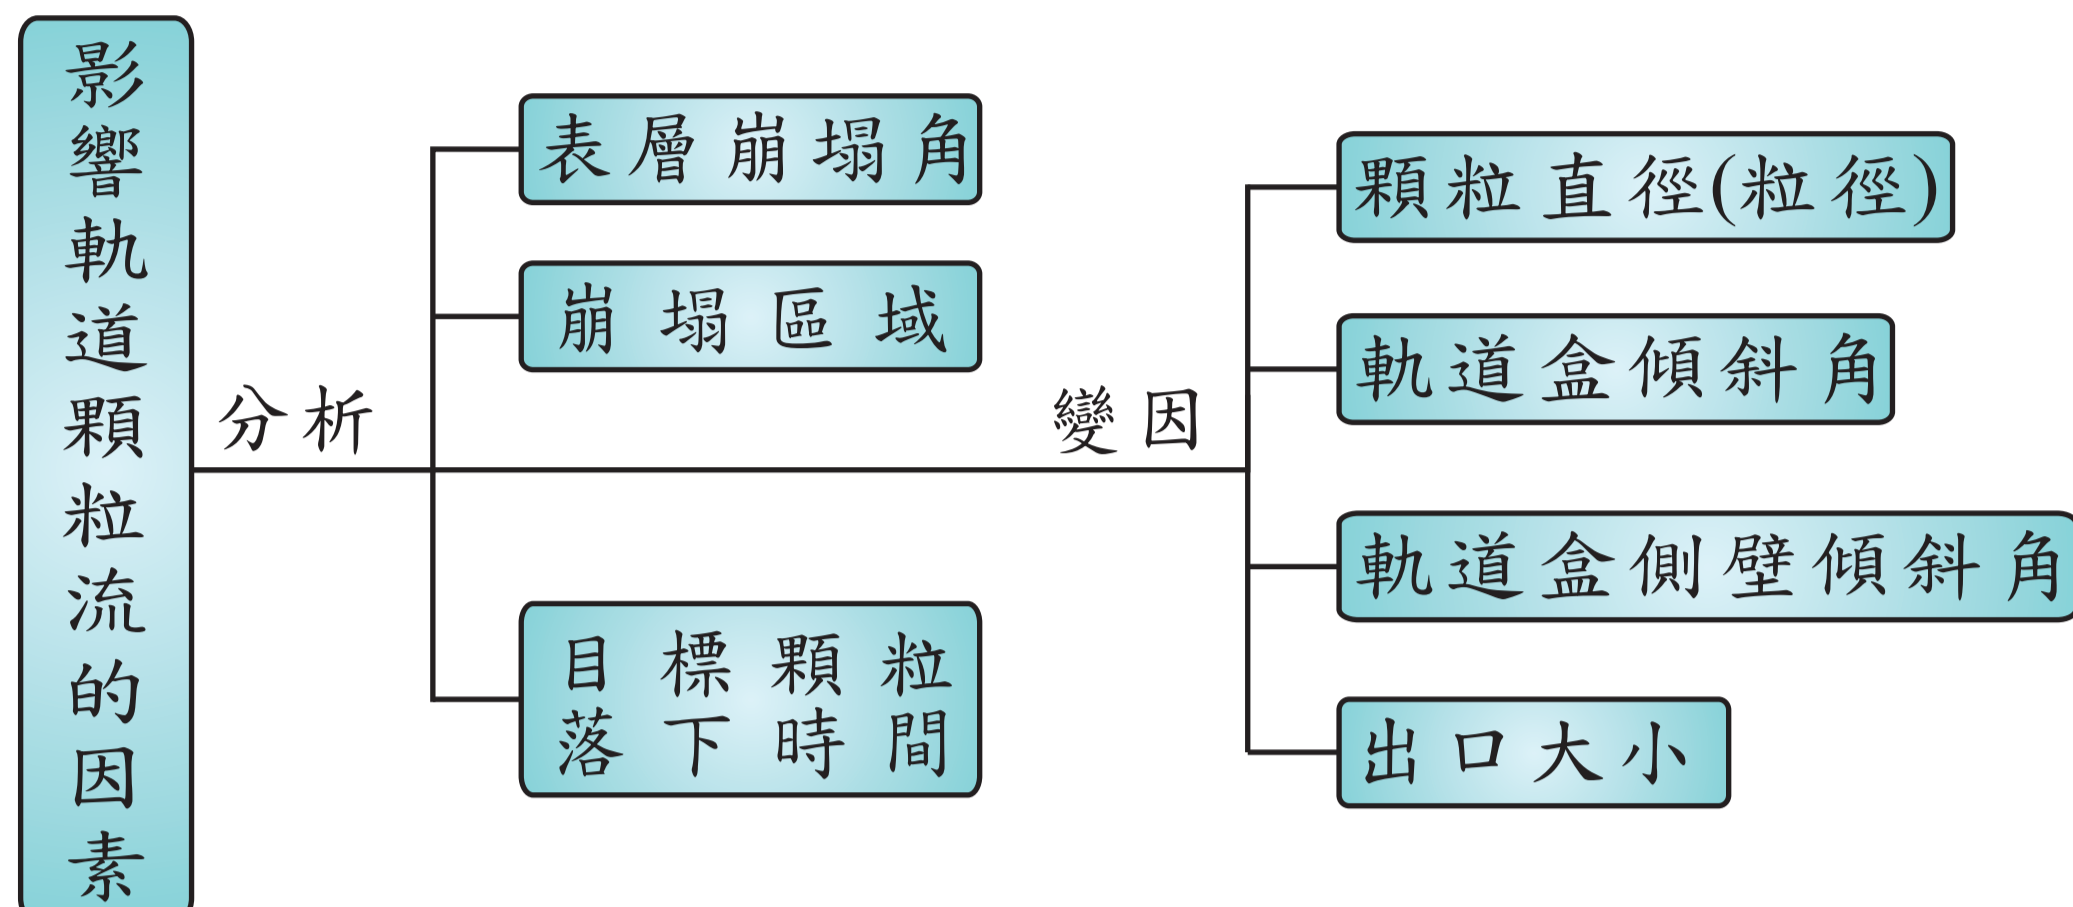 影響軌道顆粒流的因素
分析
表層崩塌角
崩塌區域
目標顆粒
落下時間
變因
顆粒直徑(粒徑)
軌道盒傾斜角
軌道盒側壁傾斜角
出口大小